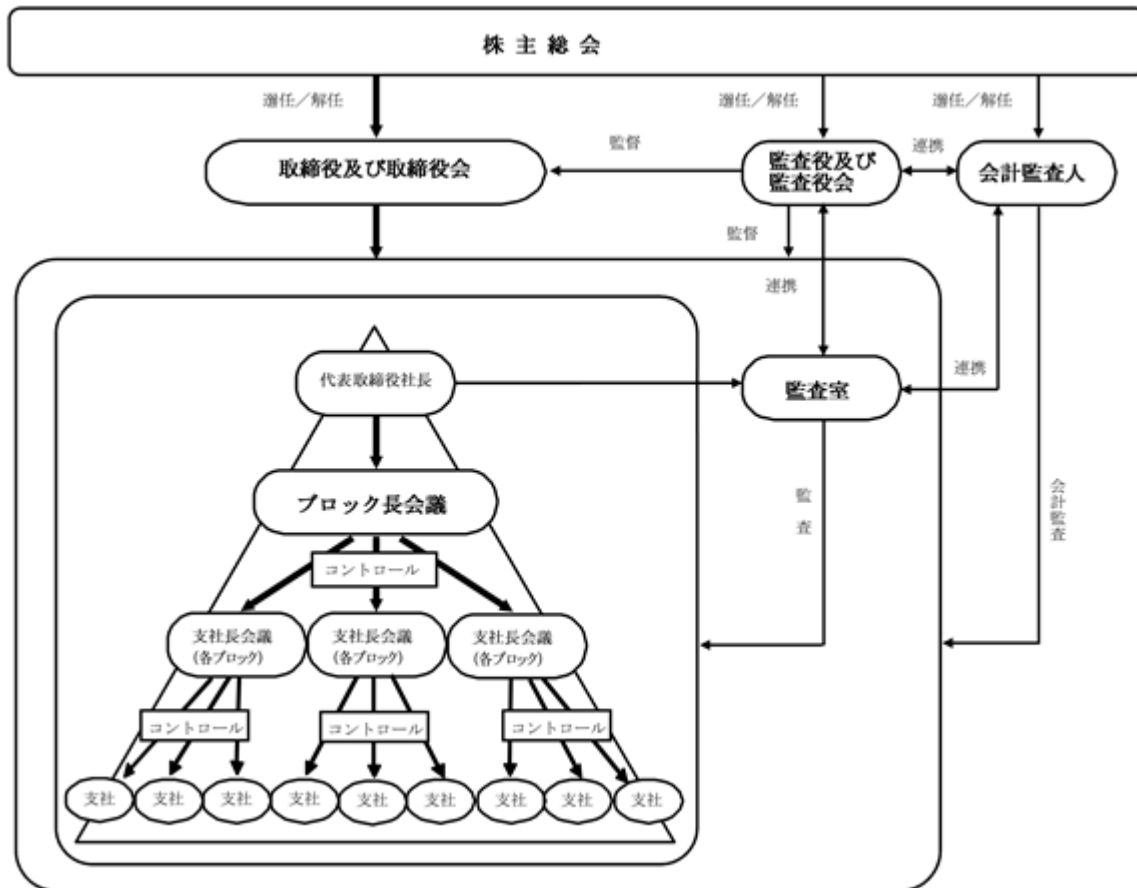 株主総会
選任／解任
選任／解任
選任／解任
取締役及び取締役会
監督
監査役及び
監査役会
連携
会計監査人
監督
連携
代表取締役社長
監査室
連携
ブロック長会議
監査
会計監査
コントロール
支社長会議
(各ブロック)
支社長会議
(各ブロック)
支社長会議
(各ブロック)
コントロール
コントロール
コントロール
支社
支社
支社
支社
支社
支社
支社
支社
支社